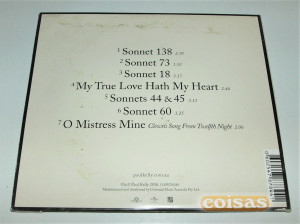 1 Sonnet 138
2 Sonnet 73
3 Sonnet 18
4 My True Love Hath My Heart
5 Sonnets 44 & 45
6 Sonnet 60
7 O Mistress Mine Clown's Song From Twelfth Night
coisas